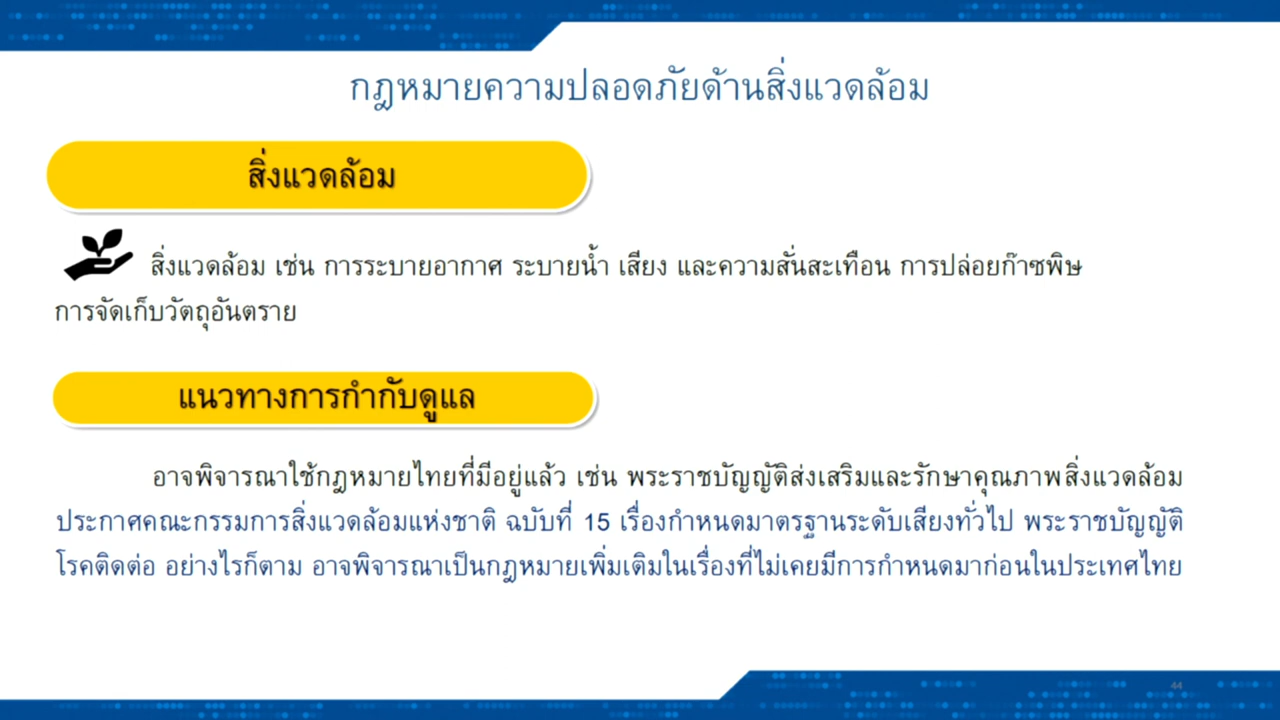 กฎหมายความปลอดภัยด้านสิ่งแวดล้อม
สิ่งแวดล้อม
สิ่งแวดล้อม เช่น การระบายอากาศ ระบายน้ำ เสียง และความสั่นสะเทือน การปล่อยก๊าซพิษ
การจัดเก็บวัตถุอันตราย
แนวทางการกำกับดูแล
อาจพิจารณาใช้กฎหมายไทยที่มีอยู่แล้ว เช่น พระราชบัญญัติส่งเสริมและรักษาคุณภาพสิ่งแวดล้อม
ประกาศคณะกรรมการสิ่งแวดล้อมแห่งชาติ ฉบับที่ 15 เรื่องกำหนดมาตรฐานระดับเสียงทั่วไป พระราชบัญญัติ
โรคติดต่อ อย่างไรก็ตาม อาจพิจารณาเป็นกฎหมายเพิ่มเติมในเรื่องที่ไม่เคยมีการกำหนดมาก่อนในประเทศไทย
44